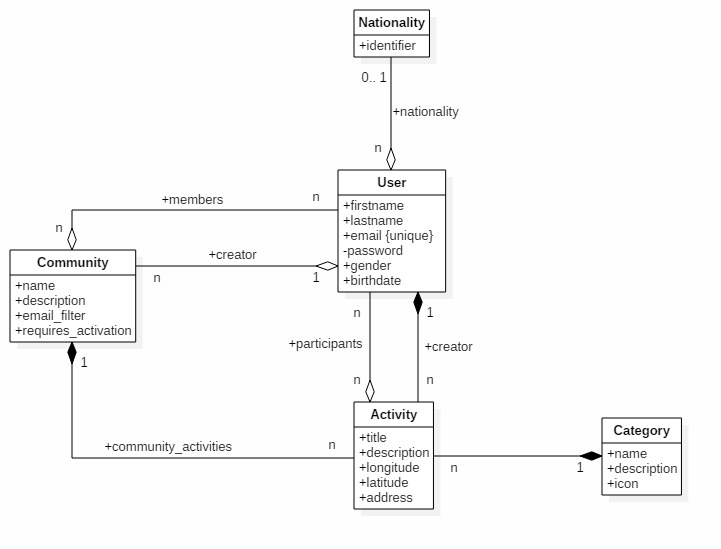 Nationality
+identifier
0.. 1
+nationality
n
User
+firstname
+lastname
+email {unique}
-password
+gender
+birthdate
+members
n
n
+creator
n
1
Community
+name
+description
+email_filter
+requires_activation
1
n
+participants
n
1
+creator
n
+community_activities
n
Activity
+title
+description
+longitude
+latitude
+address
n
1
Category
+name
+description
+icon